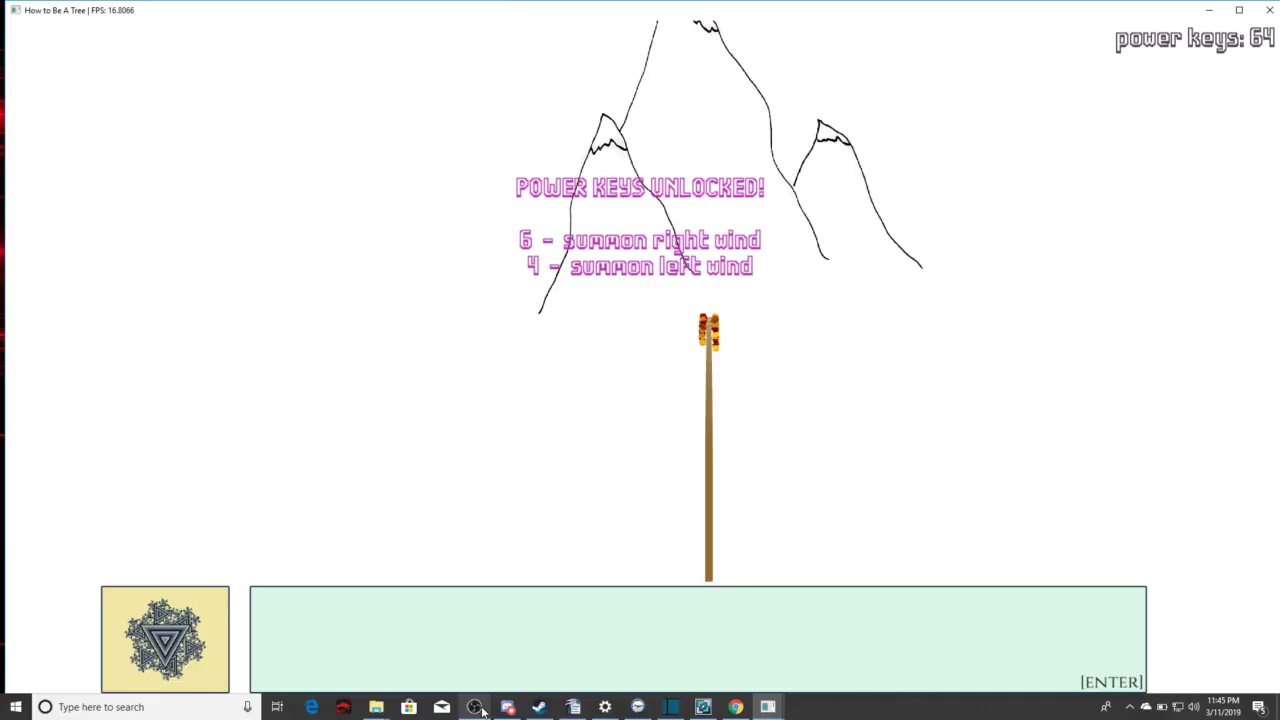 How to Be A Tree | FPS: 16.8066
power keys: 64
POWER KEYS UNLOCKED!
6 - summon right wind
4 - summon left wind
[ENTER]
Type here to search
11:45 PM
3/11/2019
5